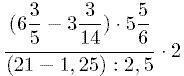 (6 3/5 − 3 3/14) · 5 5/6
(21 − 1,25) : 2,5
· 2